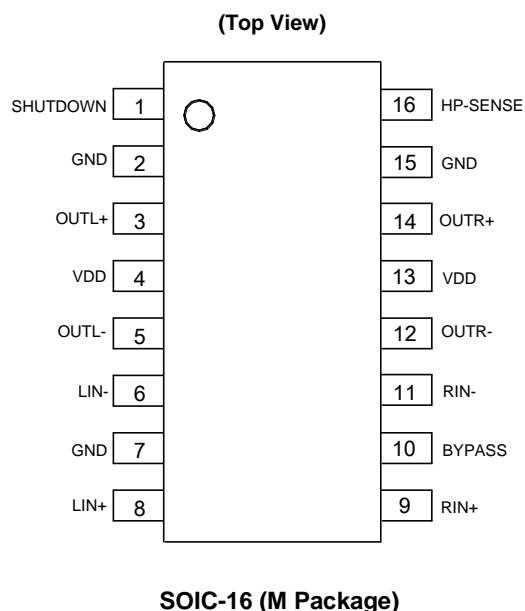 (Top View)
SHUTDOWN 1 16 HP-SENSE
GND 2 15 GND
OUTL+ 3 14 OUTR+
VDD 4 13 VDD
OUTL- 5 12 OUTR-
LIN- 6 11 RIN-
GND 7 10 BYPASS
LIN+ 8 9 RIN+
SOIC-16 (M Package)